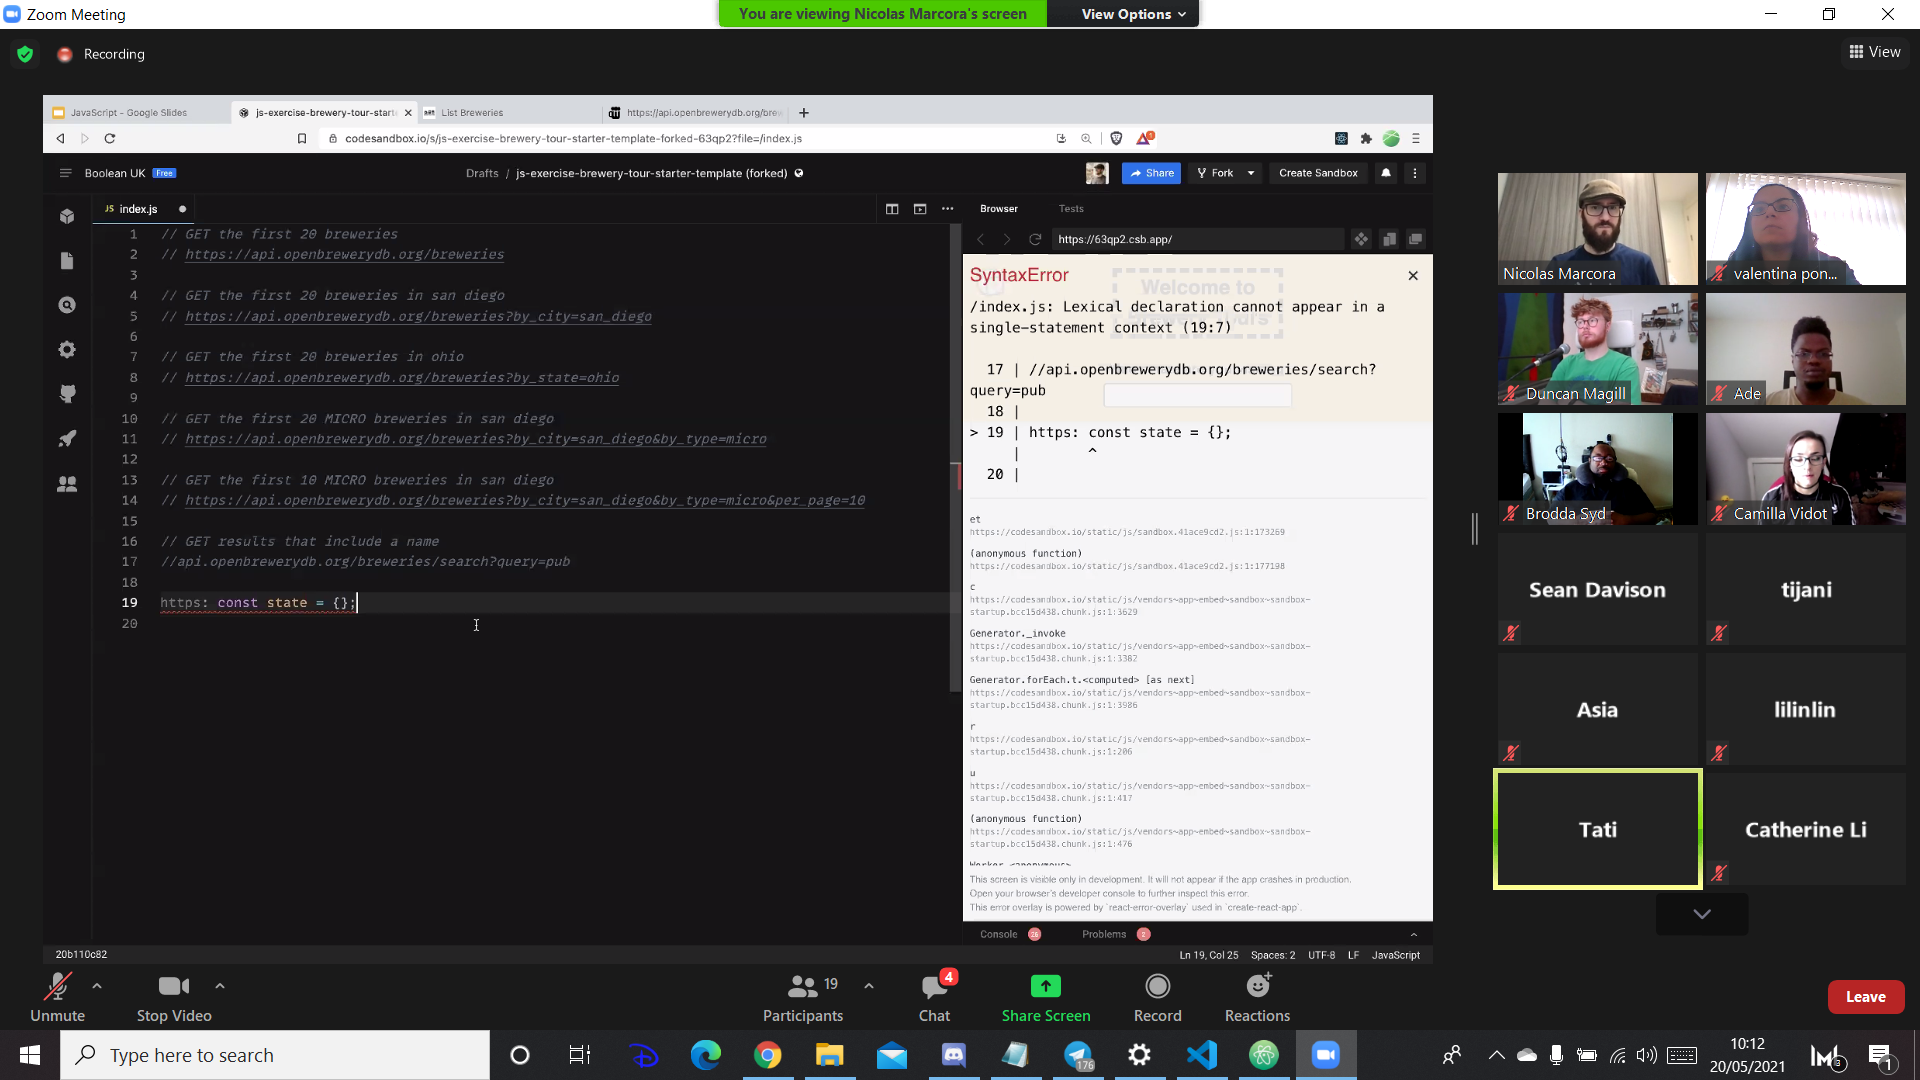 Zoom Meeting
You are viewing Nicolas Marcora's screen
View Options
Recording
View
JavaScript - Google Slides
js-exercise-brewery-tour-start
List Breweries
https://api.openbrewerydb.org/brew
codesandbox.io/s/js-exercise-brewery-tour-starter-template-forked-63qp2?file=/index.js
Boolean UK Free
Drafts / js-exercise-brewery-tour-starter-template (forked)
Share
Fork
Create Sandbox
JS index.js
Browser
Tests
https://63qp2.csb.app/
1 // GET the first 20 breweries
2 // https://api.openbrewerydb.org/breweries
3
4 // GET the first 20 breweries in san diego
5 // https://api.openbrewerydb.org/breweries?by_city=san_diego
6
7 // GET the first 20 breweries in ohio
8 // https://api.openbrewerydb.org/breweries?by_state=ohio
9
10 // GET the first 20 MICRO breweries in san diego
11 // https://api.openbrewerydb.org/breweries?by_city=san_diego&by_type=micro
12
13 // GET the first 10 MICRO breweries in san diego
14 // https://api.openbrewerydb.org/breweries?by_city=san_diego&by_type=micro&per_page=10
15
16 // GET results that include a name
17 //api.openbrewerydb.org/breweries/search?query=pub
18
19 https: const state = {};
20
SyntaxError
Welcome to
/index.js: Lexical declaration cannot appear in a
single-statement context (19:7)
17 | //api.openbrewerydb.org/breweries/search?
query=pub
18 |
> 19 | https: const state = {};
| ^
20 |
et
https://codesandbox.io/static/js/sandbox.41ace9cd2.js:1:173269
(anonymous function)
https://codesandbox.io/static/js/sandbox.41ace9cd2.js:1:177198
c
https://codesandbox.io/static/js/vendors~app~embed~sandbox~sandbox-
startup.bcc15d438.chunk.js:1:3629
Generator._invoke
https://codesandbox.io/static/js/vendors~app~embed~sandbox~sandbox-
startup.bcc15d438.chunk.js:1:3382
Generator.forEach.t.<computed> [as next]
https://codesandbox.io/static/js/vendors~app~embed~sandbox~sandbox-
startup.bcc15d438.chunk.js:1:3986
r
https://codesandbox.io/static/js/vendors~app~embed~sandbox~sandbox-
startup.bcc15d438.chunk.js:1:206
u
https://codesandbox.io/static/js/vendors~app~embed~sandbox~sandbox-
startup.bcc15d438.chunk.js:1:417
(anonymous function)
https://codesandbox.io/static/js/vendors~app~embed~sandbox~sandbox-
startup.bcc15d438.chunk.js:1:476
Worker.<anonymous>
This screen is visible only in development. It will not appear if the app crashes in production.
Open your browser's developer console to further inspect this error.
This error overlay is powered by `react-error-overlay` used in `create-react-app`.
Console 26
Problems 2
20b110c82
Ln 19, Col 25 Spaces: 2 UTF-8 LF JavaScript
Nicolas Marcora
valentina pon...
Duncan Magill
Ade
Brodda Syd
Camilla Vidot
Sean Davison
tijani
Asia
lilinlin
Tati
Catherine Li
Unmute
Stop Video
Participants 19
Chat 4
Share Screen
Record
Reactions
Leave
Type here to search
176
10:12
20/05/2021
3
1